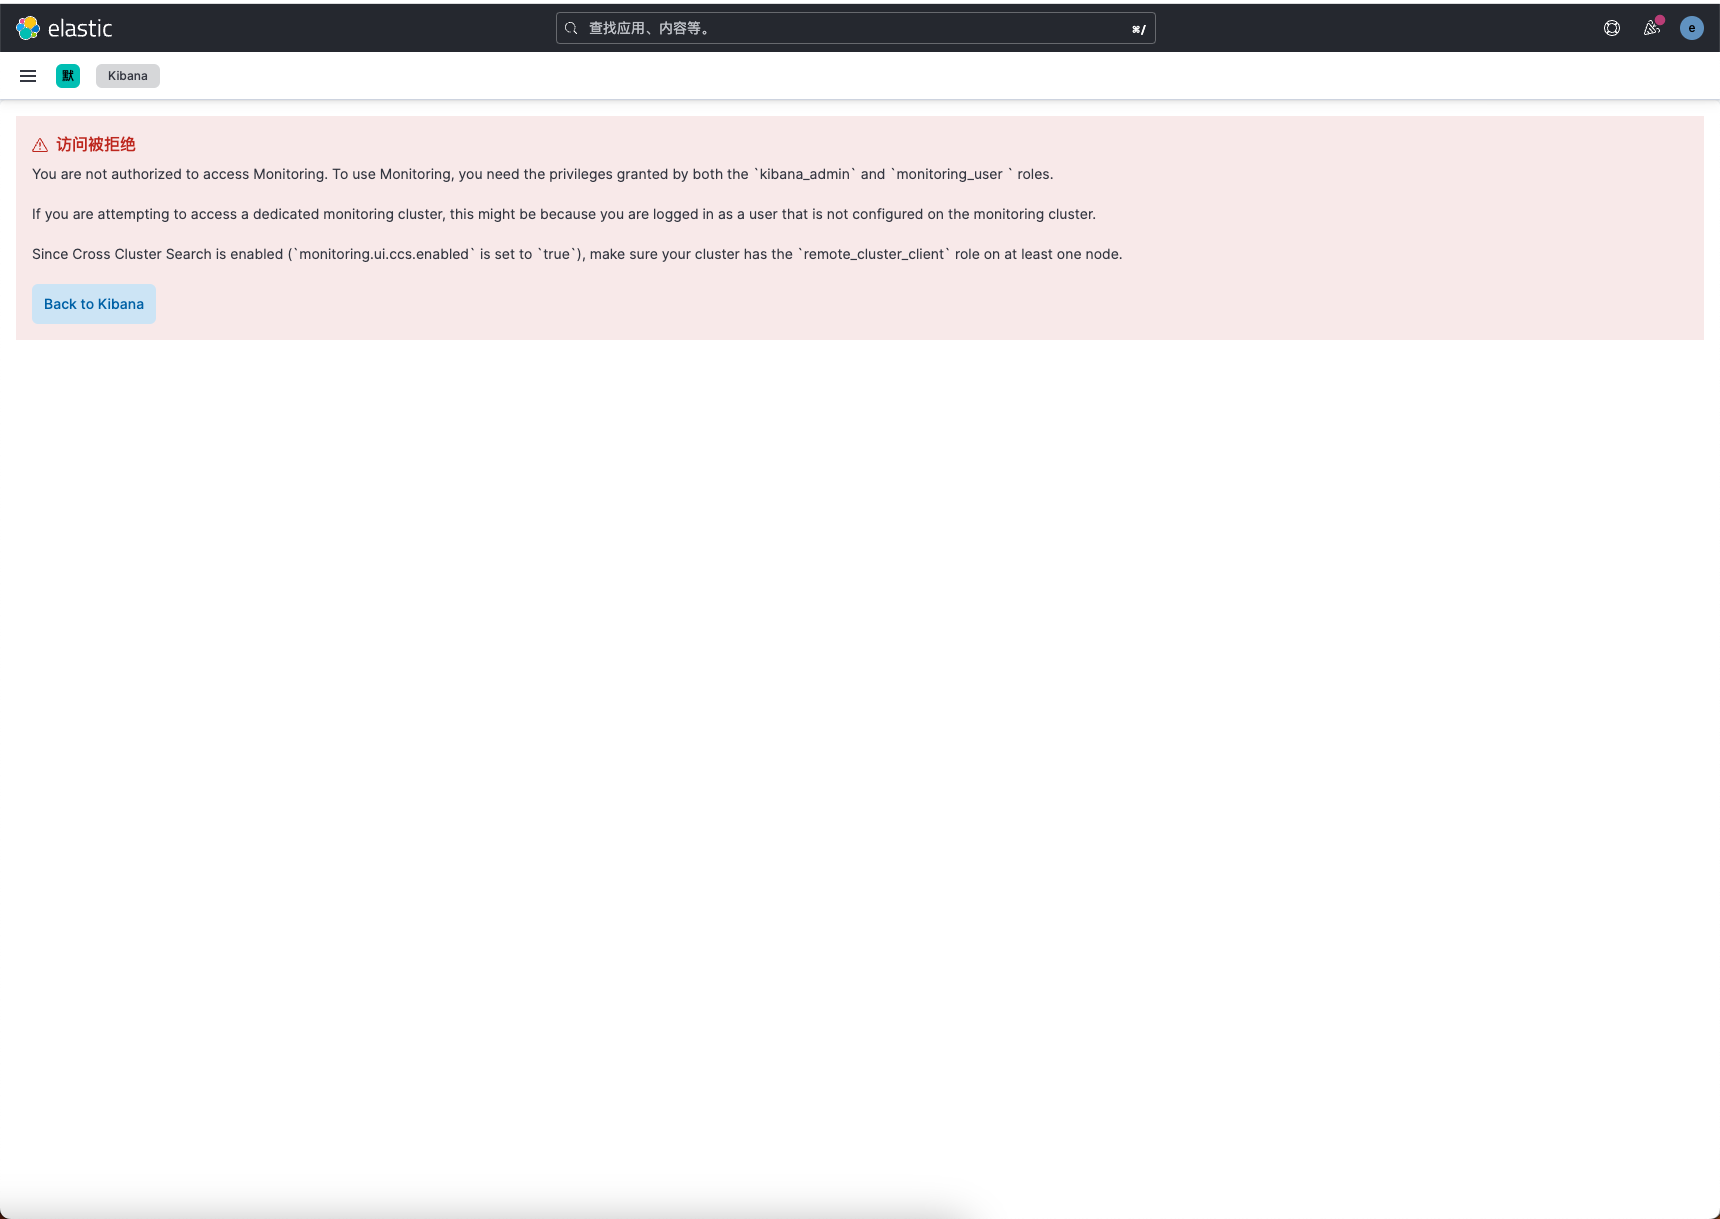 elastic
查找应用、内容等。
⌘/
e
默
Kibana
访问被拒绝
You are not authorized to access Monitoring. To use Monitoring, you need the privileges granted by both the `kibana_admin` and `monitoring_user ` roles.
If you are attempting to access a dedicated monitoring cluster, this might be because you are logged in as a user that is not configured on the monitoring cluster.
Since Cross Cluster Search is enabled (`monitoring.ui.ccs.enabled` is set to `true`), make sure your cluster has the `remote_cluster_client` role on at least one node.
Back to Kibana